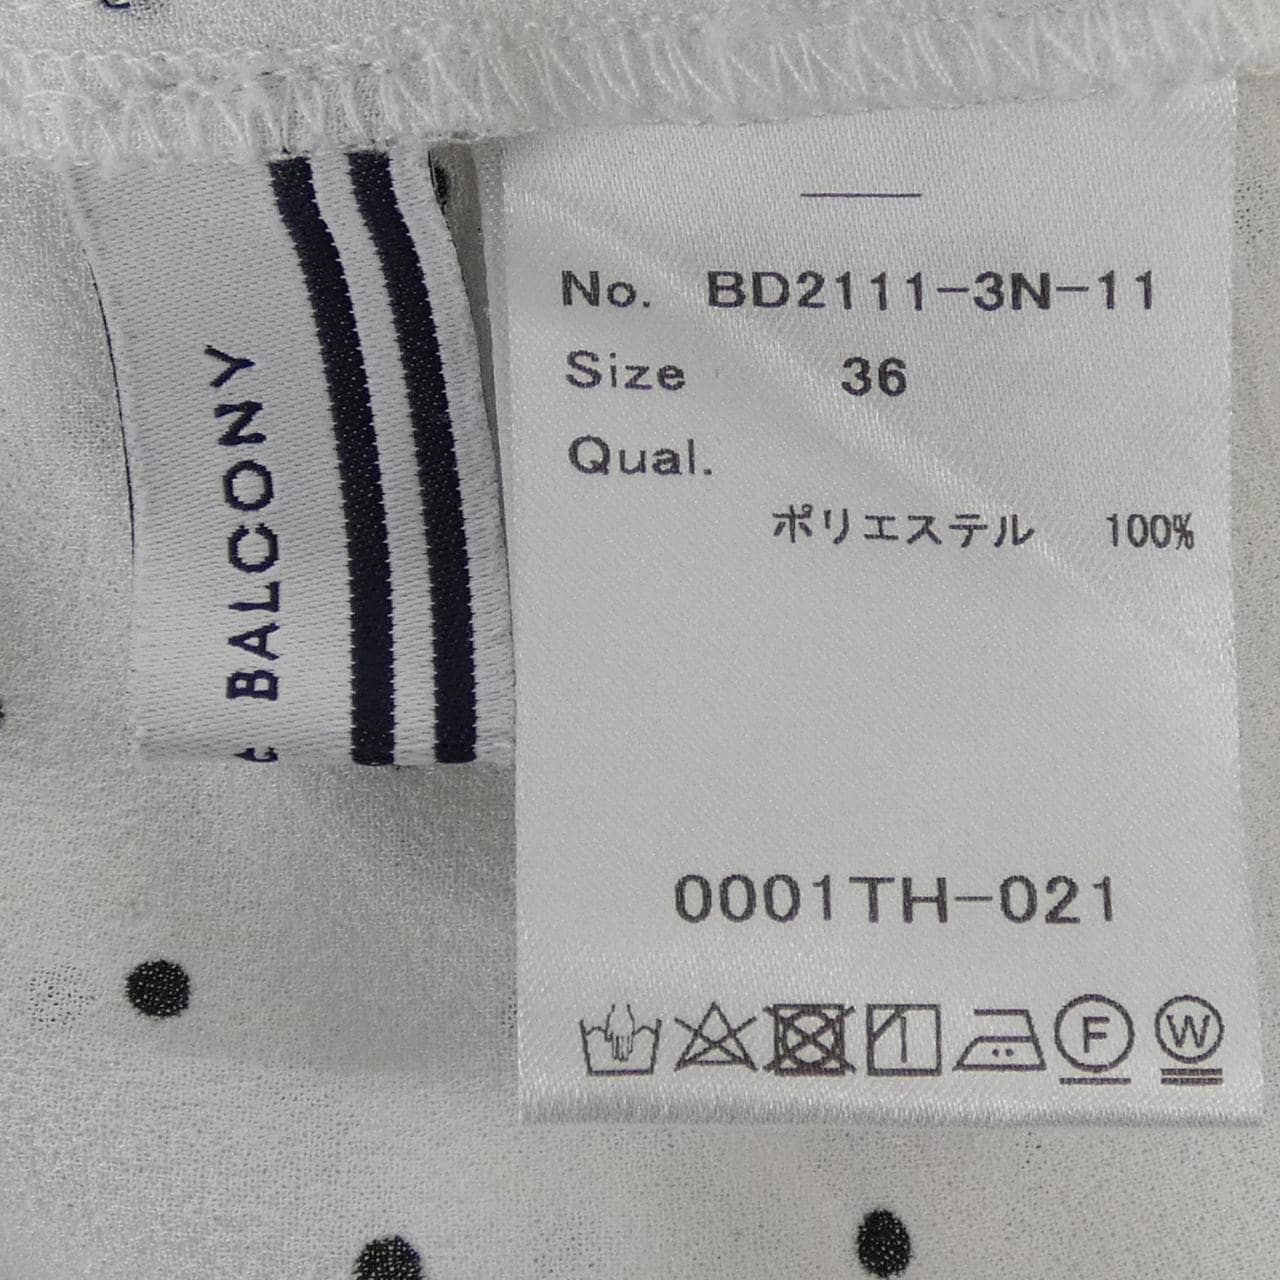 BALCONY
No. BD2111-3N-11
Size 36
Qual.
ポリエステル 100%
0001TH-021
F
W